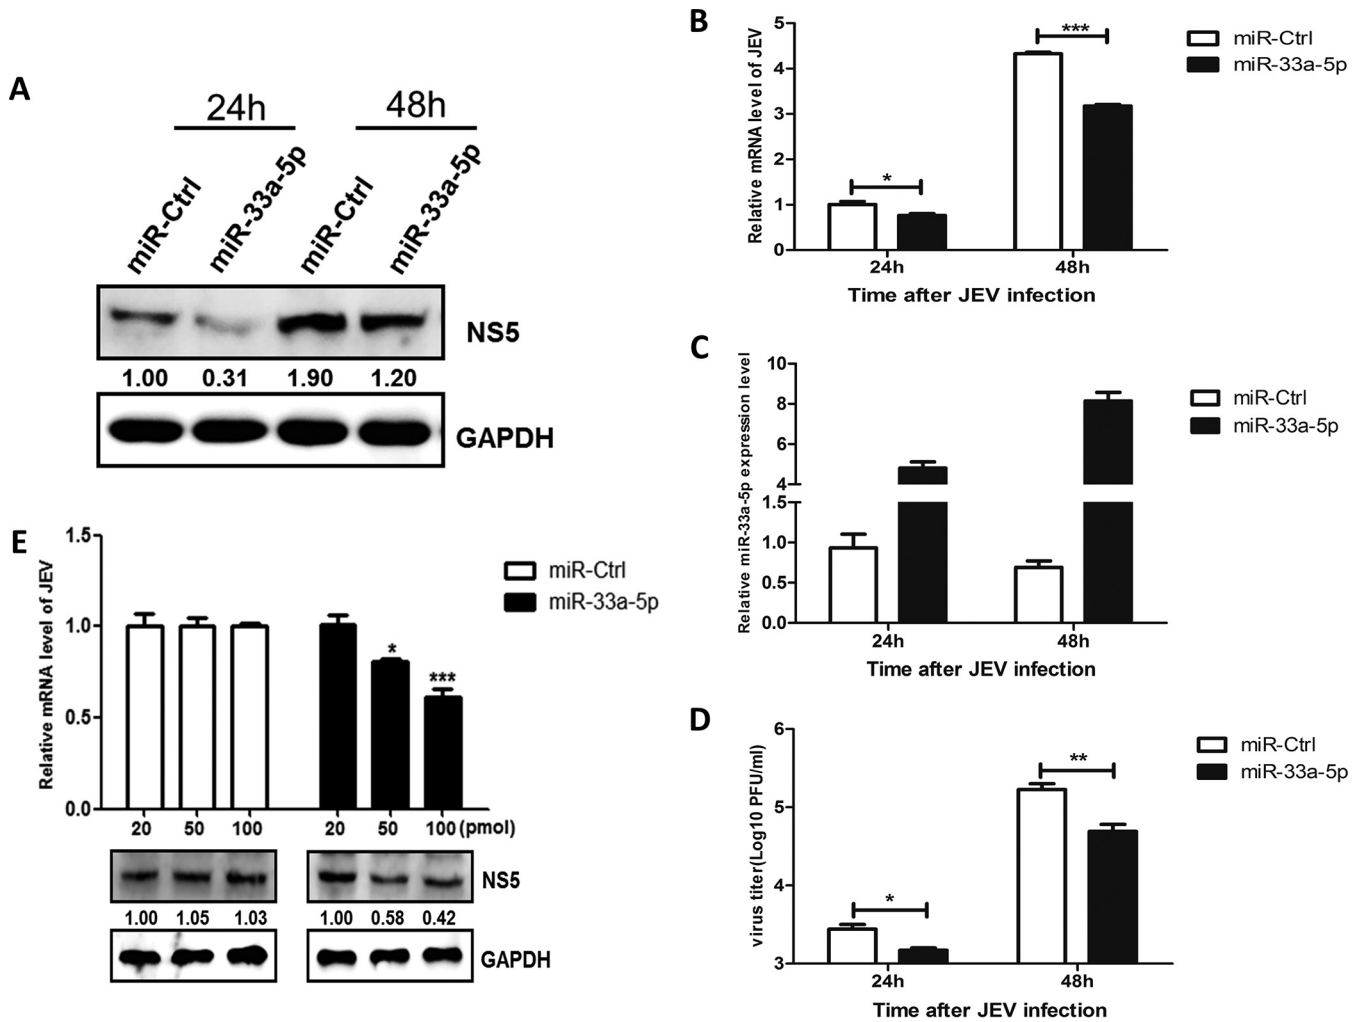 A
24h
48h
miR-Ctrl
miR-33a-5p
miR-Ctrl
miR-33a-5p
NS5
1.00 0.31 1.90 1.20
GAPDH
B
Relative mRNA level of JEV
5
4
3
2
1
0
*
***
24h
48h
Time after JEV infection
miR-Ctrl
miR-33a-5p
C
Relative miR-33a-5p expression level
10
8
6
4
1.5
1.0
0.5
0.0
24h
48h
Time after JEV infection
miR-Ctrl
miR-33a-5p
D
virus titer(Log10 PFU/ml)
6
5
4
3
*
**
24h
48h
Time after JEV infection
miR-Ctrl
miR-33a-5p
E
Relative mRNA level of JEV
1.5
1.0
0.5
0.0
*
***
20 50 100 20 50 100 (pmol)
miR-Ctrl
miR-33a-5p
NS5
1.00 1.05 1.03 1.00 0.58 0.42
GAPDH